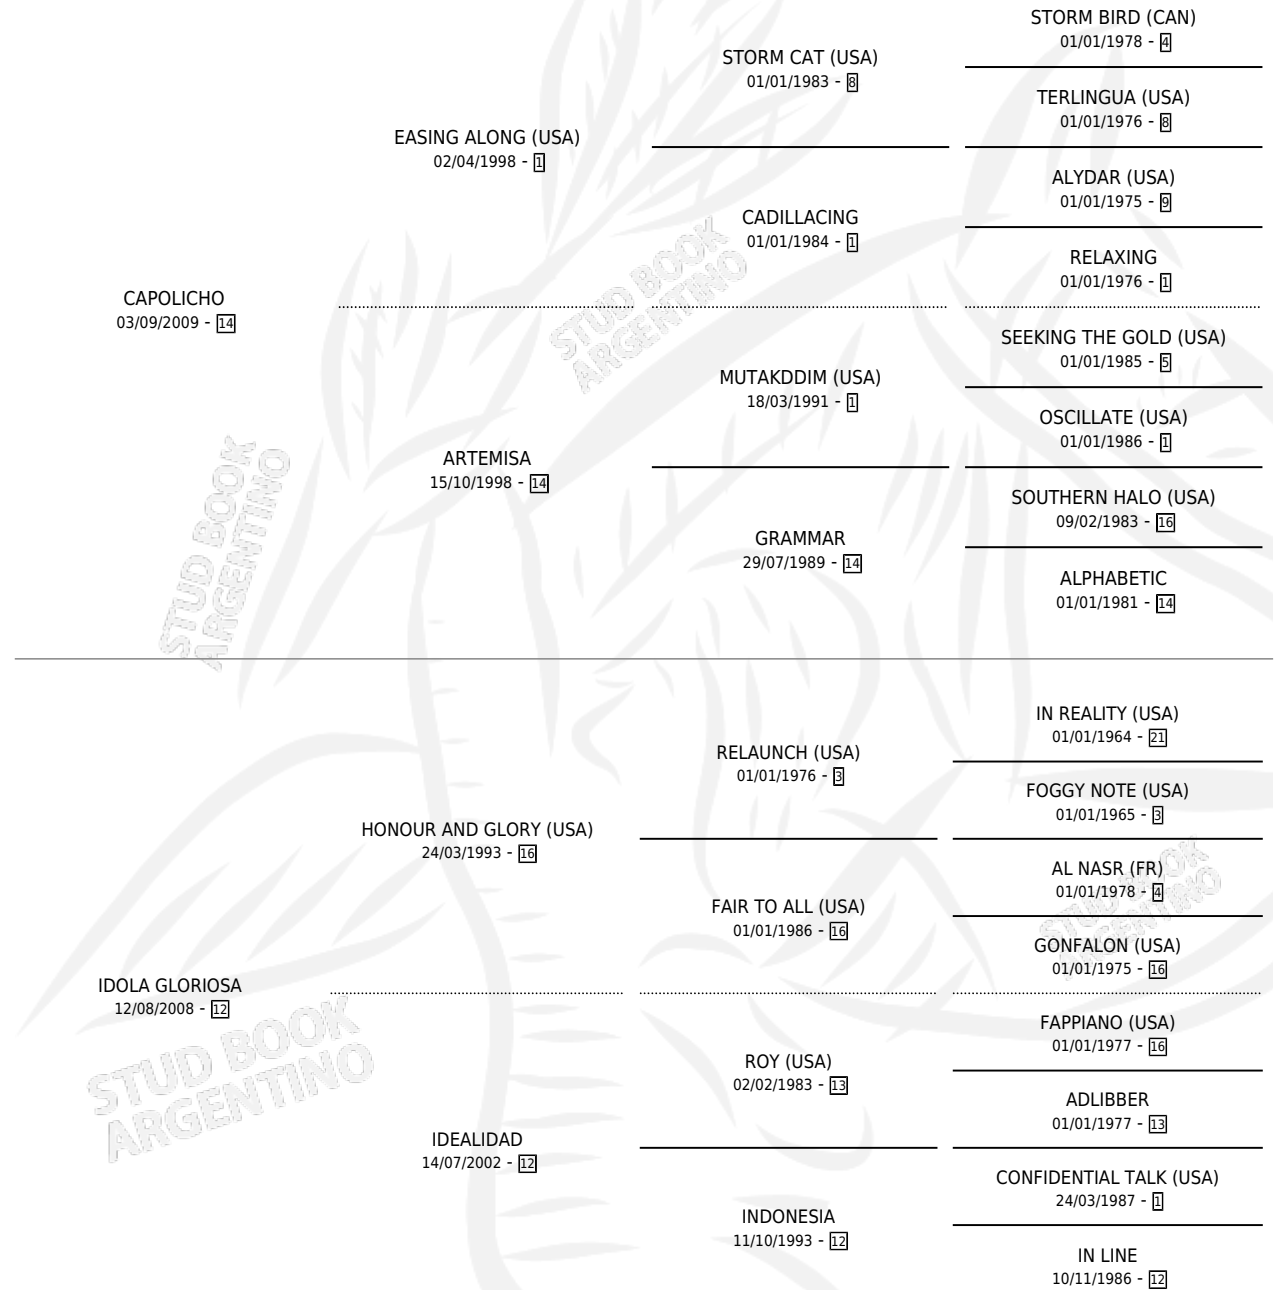 STORM BIRD (CAN)
01/01/1978 - 4
STORM CAT (USA)
01/01/1983 - 8
TERLINGUA (USA)
01/01/1976 - 8
EASING ALONG (USA)
02/04/1998 - 1
ALYDAR (USA)
01/01/1975 - 9
CADILLACING
01/01/1984 - 1
RELAXING
01/01/1976 - 1
CAPOLICHO
03/09/2009 - 14
SEEKING THE GOLD (USA)
01/01/1985 - 5
MUTAKDDIM (USA)
18/03/1991 - 1
OSCILLATE (USA)
01/01/1986 - 1
ARTEMISA
15/10/1998 - 14
SOUTHERN HALO (USA)
09/02/1983 - 16
GRAMMAR
29/07/1989 - 14
ALPHABETIC
01/01/1981 - 14
STUD BOOK
ARGENTINO
STUD BOOK
ARGENTINO
IN REALITY (USA)
01/01/1964 - 21
RELAUNCH (USA)
01/01/1976 - 3
FOGGY NOTE (USA)
01/01/1965 - 3
HONOUR AND GLORY (USA)
24/03/1993 - 16
AL NASR (FR)
01/01/1978 - 4
FAIR TO ALL (USA)
01/01/1986 - 16
GONFALON (USA)
01/01/1975 - 16
IDOLA GLORIOSA
12/08/2008 - 12
FAPPIANO (USA)
01/01/1977 - 16
ROY (USA)
02/02/1983 - 13
ADLIBBER
01/01/1977 - 13
IDEALIDAD
14/07/2002 - 12
CONFIDENTIAL TALK (USA)
24/03/1987 - 1
INDONESIA
11/10/1993 - 12
IN LINE
10/11/1986 - 12
STUD BOOK
ARGENTINO
STUD BOOK
ARGENTINO